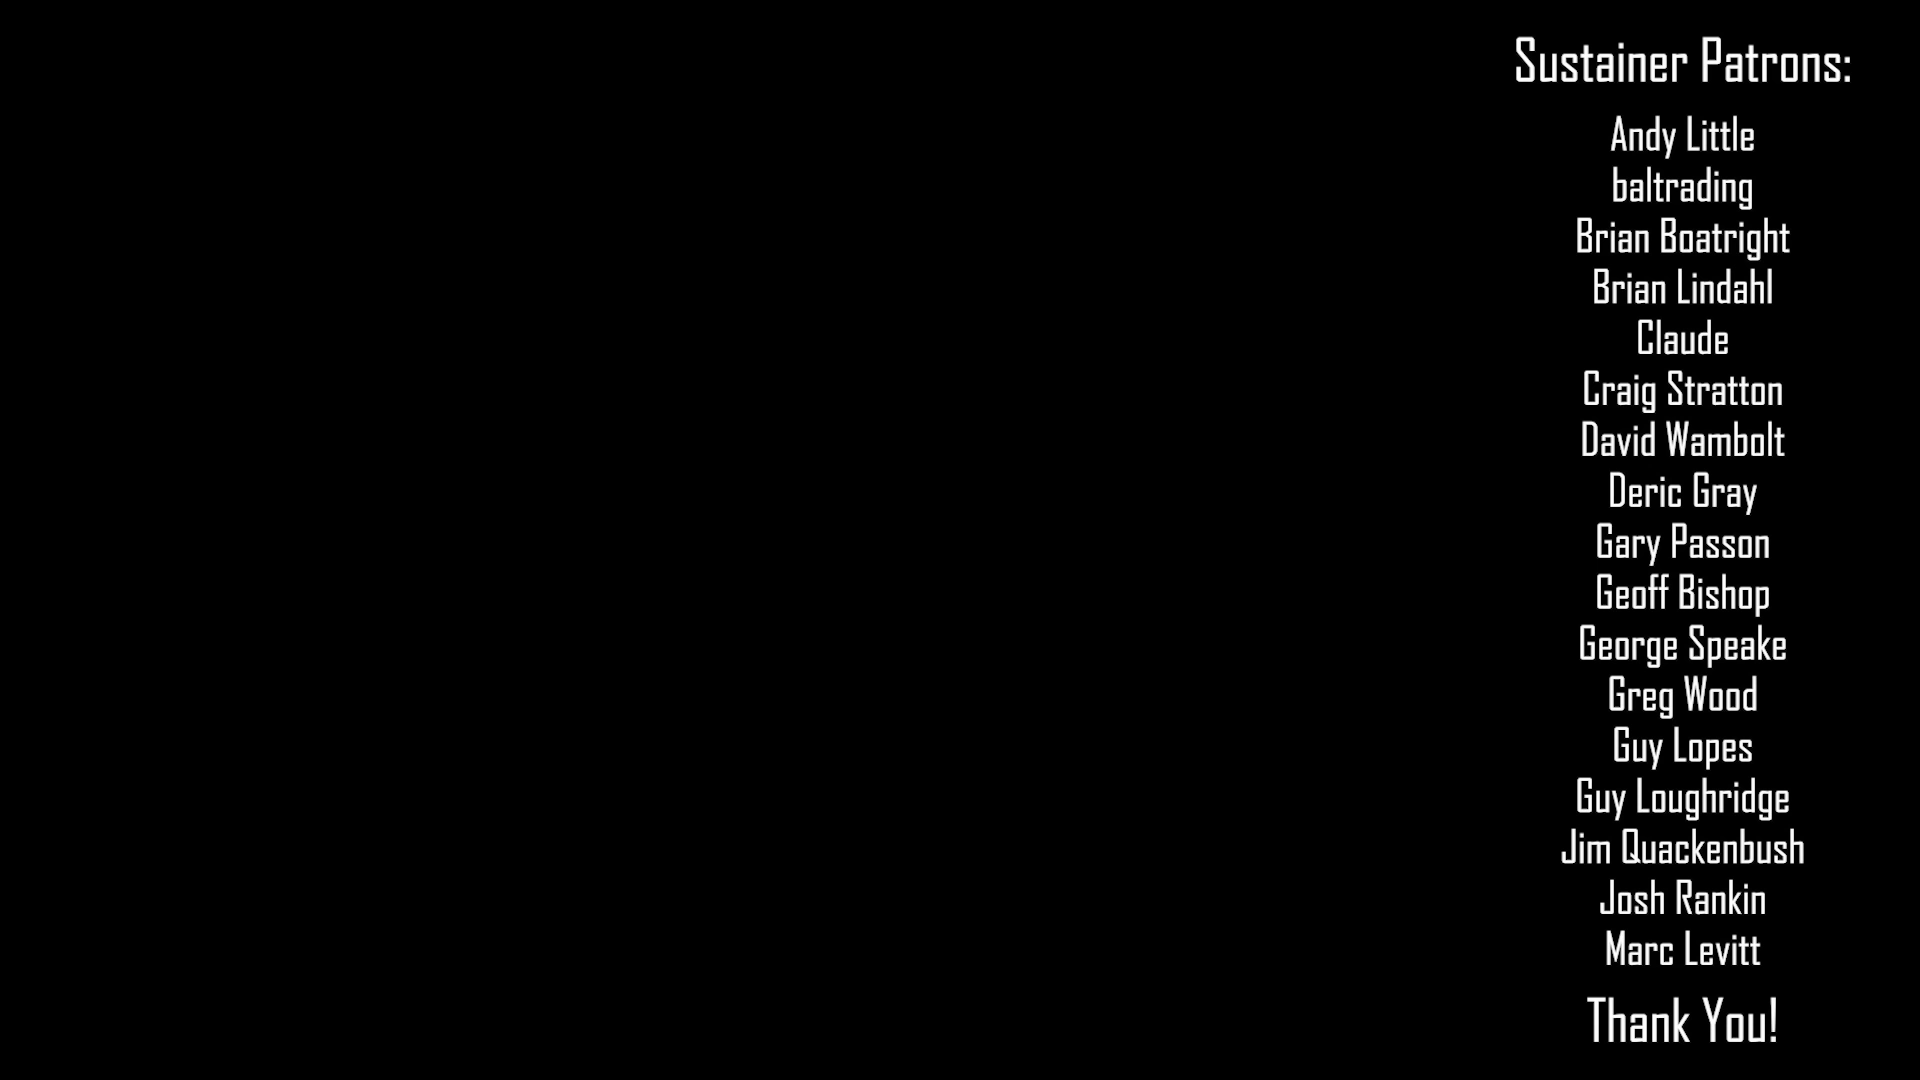 Sustainer Patrons:
Andy Little
baltrading
Brian Boatright
Brian Lindahl
Claude
Craig Stratton
David Wambolt
Deric Gray
Gary Passon
Geoff Bishop
George Speake
Greg Wood
Guy Lopes
Guy Loughridge
Jim Quackenbush
Josh Rankin
Marc Levitt
Thank You!